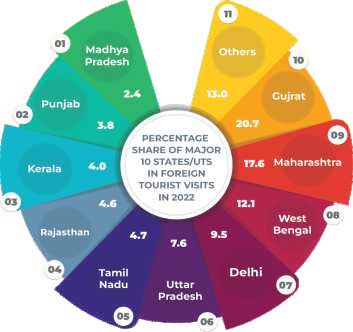 PERCENTAGE
SHARE OF MAJOR
10 STATES/UTS
IN FOREIGN
TOURIST VISITS
IN 2022
01
Madhya
Pradesh
2.4
02
Punjab
3.8
03
Kerala
4.0
04
Rajasthan
4.6
05
Tamil
Nadu
4.7
06
Uttar
Pradesh
7.6
07
Delhi
9.5
08
West
Bengal
12.1
09
Maharashtra
17.6
10
Gujrat
20.7
11
Others
13.0